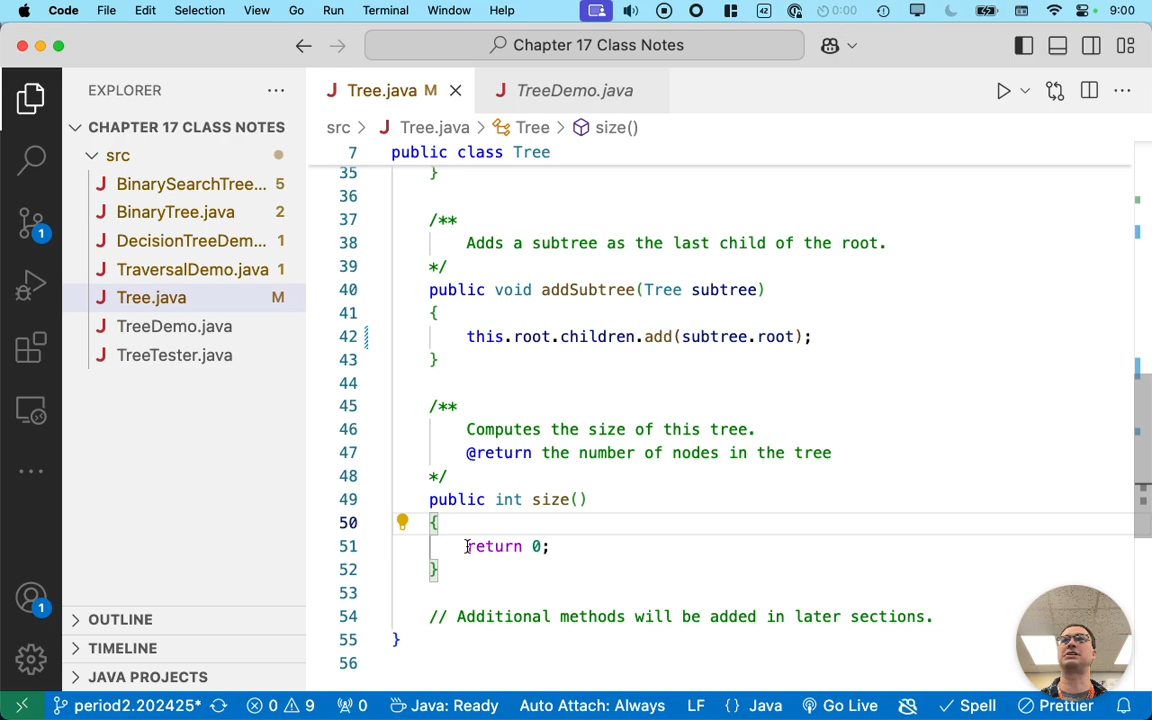 Code File Edit Selection View Go Run Terminal Window Help 42 0:00 9:00
Chapter 17 Class Notes
EXPLORER
J Tree.java M
J TreeDemo.java
CHAPTER 17 CLASS NOTES
src
J BinarySearchTree... 5
J BinaryTree.java 2
J DecisionTreeDem... 1
J TraversalDemo.java 1
J Tree.java M
J TreeDemo.java
J TreeTester.java
OUTLINE
TIMELINE
JAVA PROJECTS
1
1
src > J Tree.java > Tree > size()
7 public class Tree
35 }
36
37 /**
38 Adds a subtree as the last child of the root.
39 */
40 public void addSubtree(Tree subtree)
41 {
42 this.root.children.add(subtree.root);
43 }
44
45 /**
46 Computes the size of this tree.
47 @return the number of nodes in the tree
48 */
49 public int size()
50 {
51 return 0;
52 }
53
54 // Additional methods will be added in later sections.
55 }
56
period2.202425* 0 9 0 Java: Ready Auto Attach: Always LF {} Java Go Live Spell Prettier